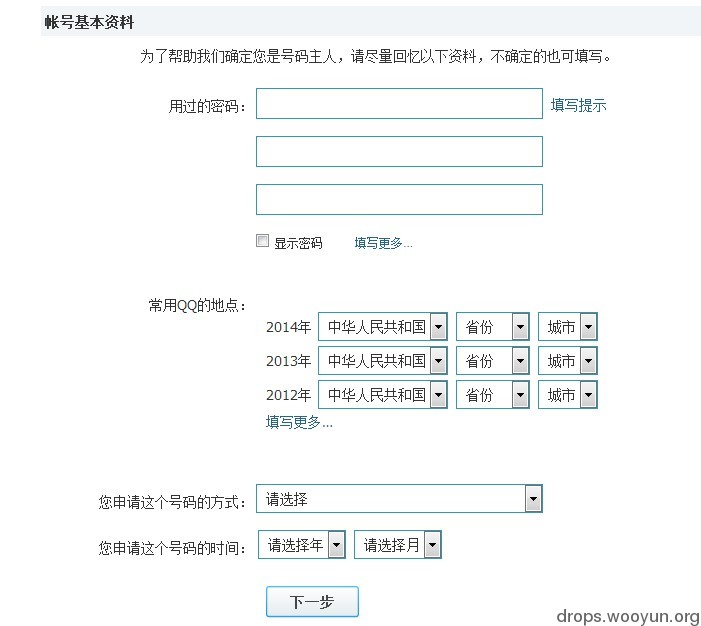 帐号基本资料
为了帮助我们确定您是号码主人，请尽量回忆以下资料，不确定的也可填写。
用过的密码： 填写提示
显示密码 填写更多...
常用QQ的地点：
2014年 中华人民共和国 省份 城市
2013年 中华人民共和国 省份 城市
2012年 中华人民共和国 省份 城市
填写更多...
您申请这个号码的方式： 请选择
您申请这个号码的时间： 请选择年 请选择月
下一步
drops.wooyun.org